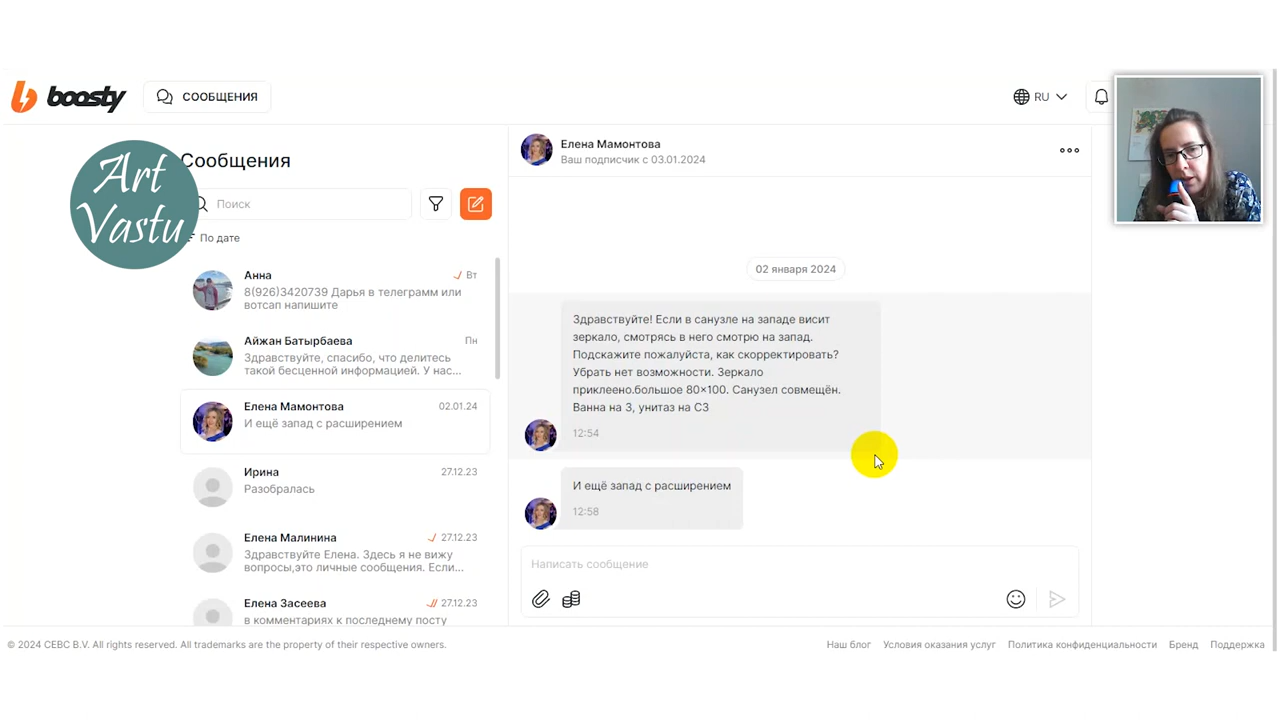 boosty
СООБЩЕНИЯ
RU
Art
Vastu
Сообщения
Поиск
По дате
Анна
Вт
8(926)3420739 Дарья в телеграмм или
вотсап напишите
Айжан Батырбаева
Пн
Здравствуйте, спасибо, что делитесь
такой бесценной информацией. У нас...
Елена Мамонтова
02.01.24
И ещё запад с расширением
Ирина
27.12.23
Разобралась
Елена Малинина
27.12.23
Здравствуйте Елена. Здесь я не вижу
вопросы,это личные сообщения. Если...
Елена Засеева
27.12.23
в комментариях к последнему посту
Елена Мамонтова
Ваш подписчик с 03.01.2024
02 января 2024
Здравствуйте! Если в санузле на западе висит
зеркало, смотрясь в него смотрю на запад.
Подскажите пожалуйста, как скорректировать?
Убрать нет возможности. Зеркало
приклеено.большое 80×100. Санузел совмещён.
Ванна на З, унитаз на СЗ
12:54
И ещё запад с расширением
12:58
Написать сообщение
© 2024 CEBC B.V. All rights reserved. All trademarks are the property of their respective owners.
Наш блог
Условия оказания услуг
Политика конфиденциальности
Бренд
Поддержка